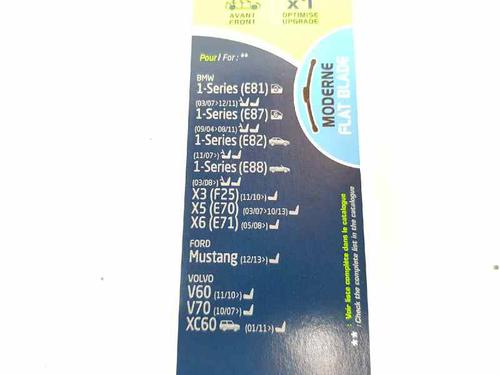 x1
AVANT
FRONT
OPTIMISE
UPGRADE
Pour / For : **
BMW
1-Series (E81)
(03/07>12/11)
1-Series (E87)
(09/04>08/11)
1-Series (E82)
(11/07>)
1-Series (E88)
(03/08>)
X3 (F25) (11/10>)
X5 (E70) (03/07>10/13)
X6 (E71) (05/08>)
FORD
Mustang (12/13>)
VOLVO
V60 (11/10>)
V70 (10/07>)
XC60 (01/11>)
MODERNE
FLAT BLADE
** : Voir liste complète dans le catalogue
: Check the complete list in the catalogue